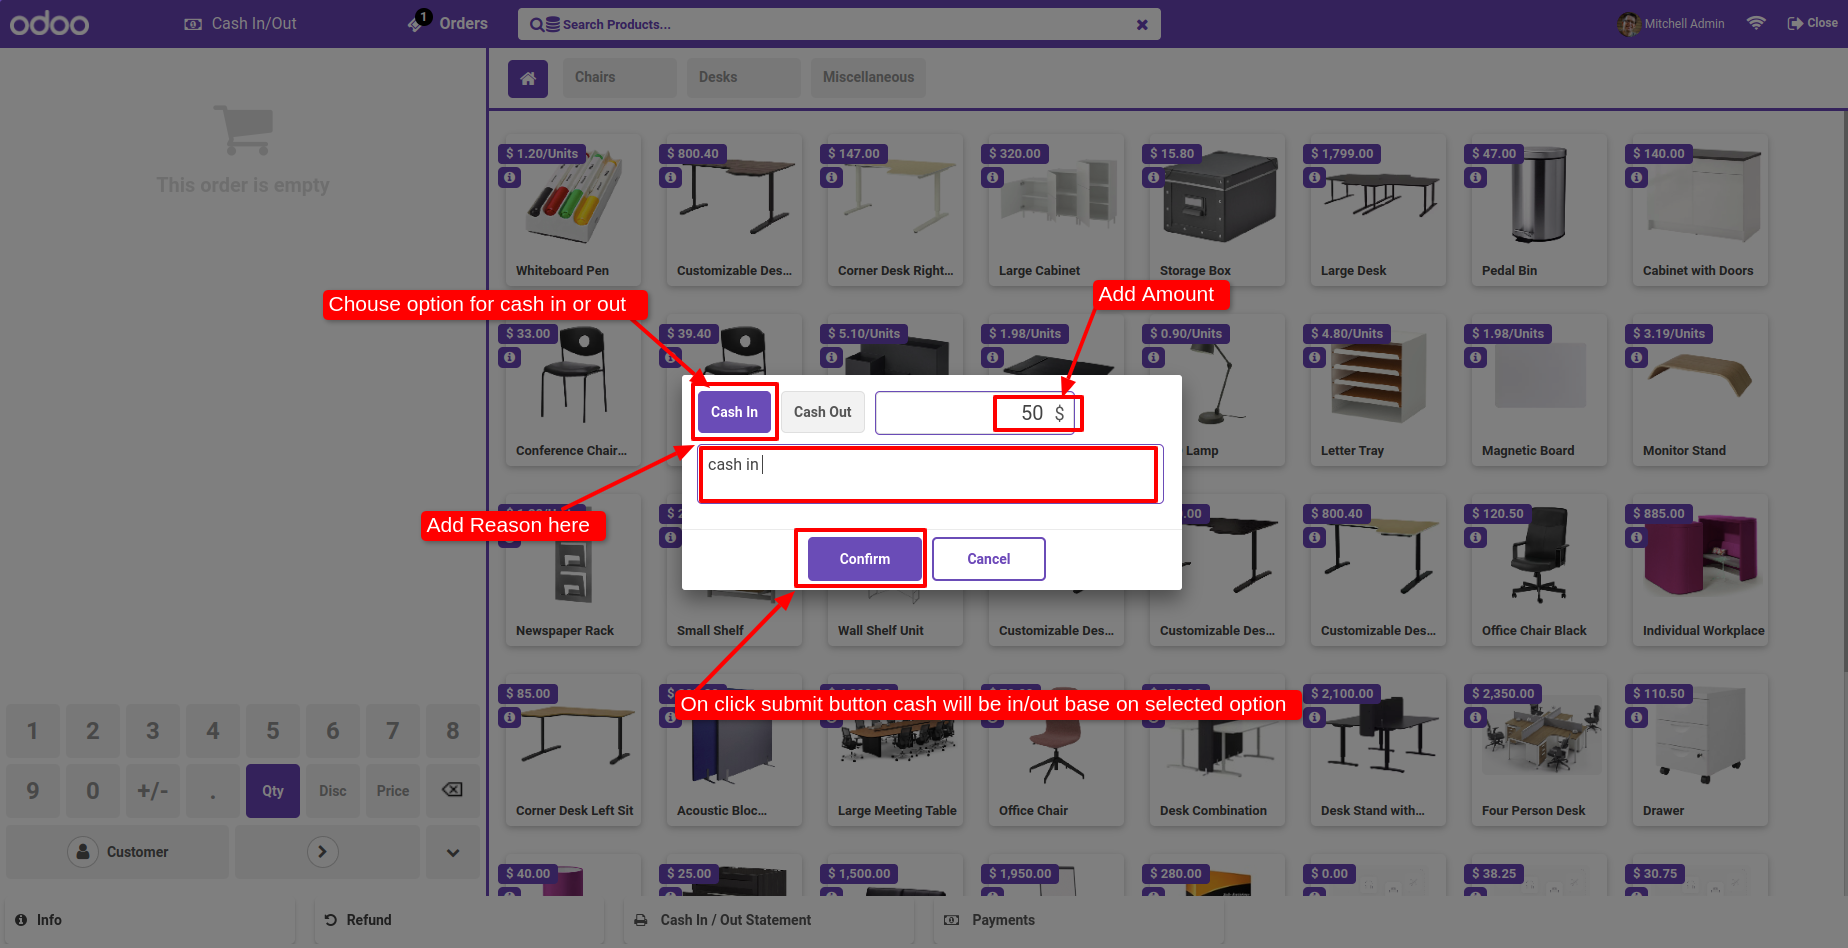 odoo
Cash In/Out
1
Orders
Search Products...
Mitchell Admin
Close
Chairs
Desks
Miscellaneous
This order is empty
$ 1.20/Units
$ 800.40
$ 147.00
$ 320.00
$ 15.80
$ 1,799.00
$ 47.00
$ 140.00
Whiteboard Pen
Customizable Des...
Corner Desk Right...
Large Cabinet
Storage Box
Large Desk
Pedal Bin
Cabinet with Doors
Chouse option for cash in or out
Add Amount
$ 33.00
$ 39.40
$ 5.10/Units
$ 1.98/Units
$ 0.90/Units
$ 4.80/Units
$ 1.98/Units
$ 3.19/Units
Cash In
Cash Out
50 $
Conference Chair...
Lamp
Letter Tray
Magnetic Board
Monitor Stand
cash in
Add Reason here
.00
$ 800.40
$ 120.50
$ 885.00
Confirm
Cancel
Newspaper Rack
Small Shelf
Wall Shelf Unit
Customizable Des...
Customizable Des...
Customizable Des...
Office Chair Black
Individual Workplace
$ 85.00
$ 2,100.00
$ 2,350.00
$ 110.50
On click submit button cash will be in/out base on selected option
Corner Desk Left Sit
Acoustic Bloc...
Large Meeting Table
Office Chair
Desk Combination
Desk Stand with...
Four Person Desk
Drawer
1 2 3 4 5 6 7 8
9 0 +/- . Qty Disc Price
Customer
$ 40.00
$ 25.00
$ 1,500.00
$ 1,950.00
$ 280.00
$ 0.00
$ 38.25
$ 30.75
Info
Refund
Cash In / Out Statement
Payments